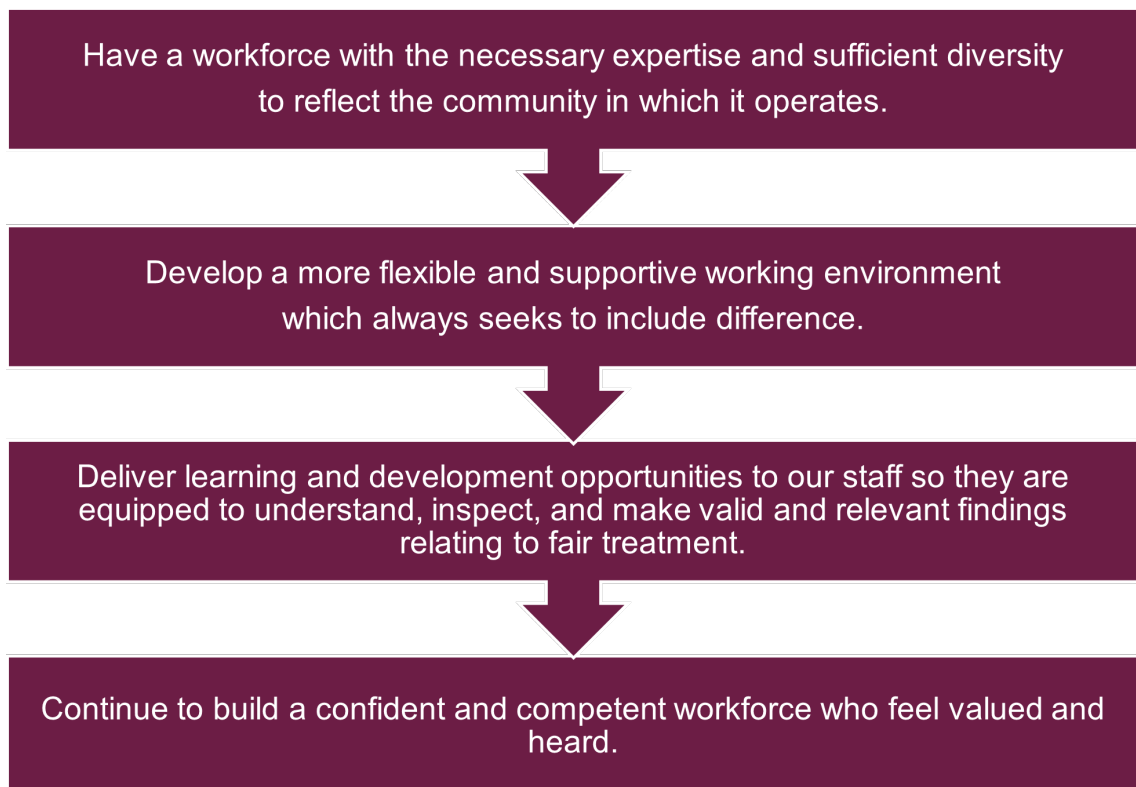 Have a workforce with the necessary expertise and sufficient diversity
to reflect the community in which it operates.
Develop a more flexible and supportive working environment
which always seeks to include difference.
Deliver learning and development opportunities to our staff so they are
equipped to understand, inspect, and make valid and relevant findings
relating to fair treatment.
Continue to build a confident and competent workforce who feel valued and
heard.